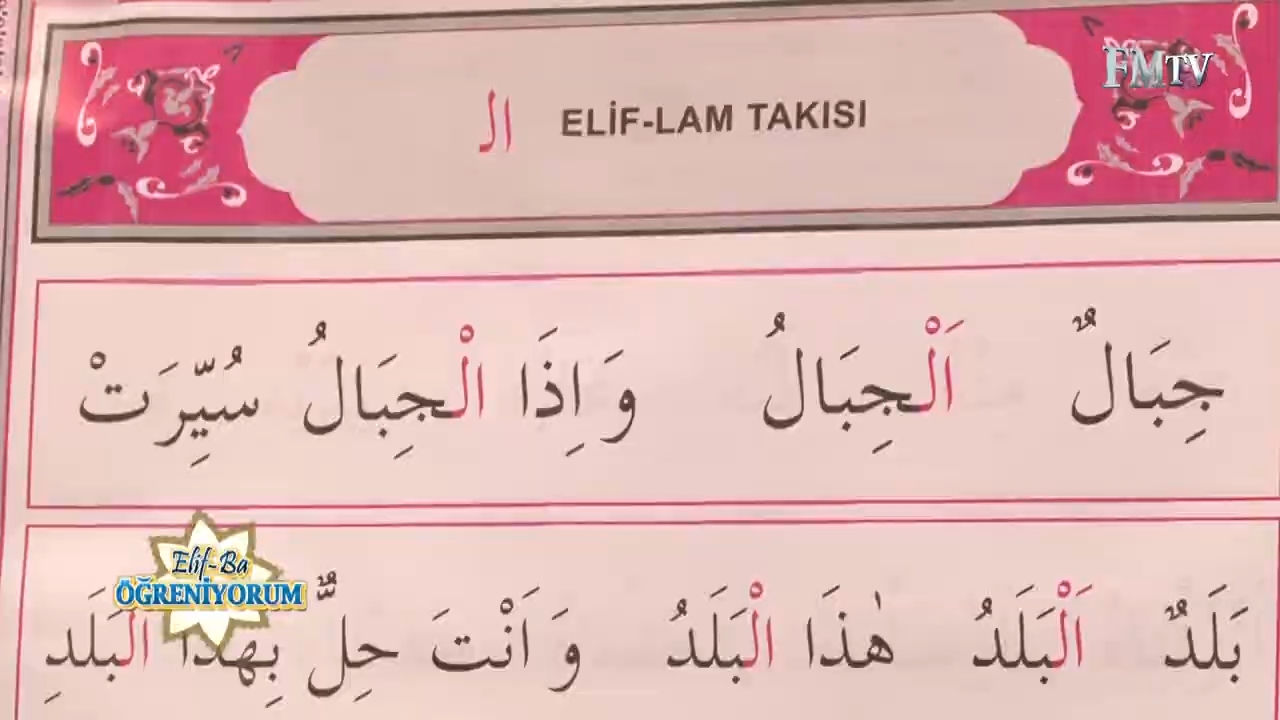 FMTV
اﻟ ELİF-LAM TAKISI
جِبَالٌ اَلْجِبَالُ وَ اِذَا الْجِبَالُ سُيِّرَتْ
بَلَدٌ اَلْبَلَدُ هٰذَا الْبَلَدُ وَ اَنْتَ حِلٌّ بِهٰذَا الْبَلَدِ
Elif-Ba
ÖĞRENİYORUM